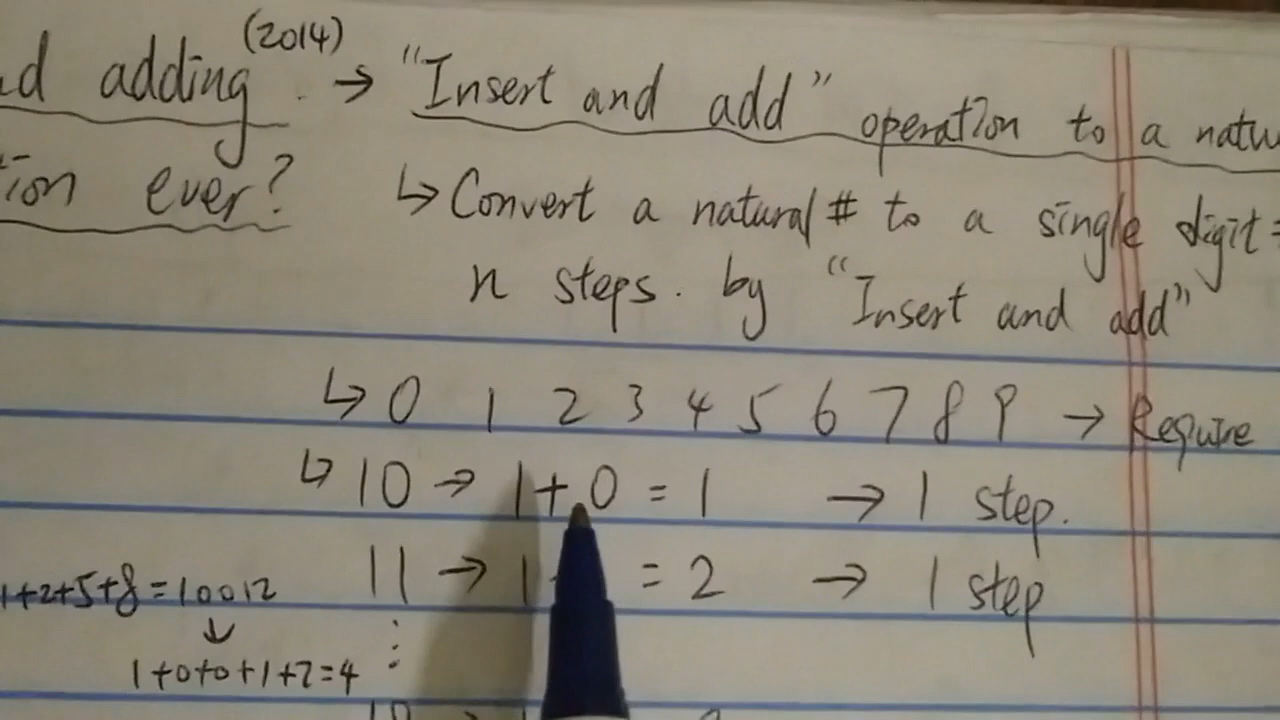 d adding (2014) → "Insert and add" operation to a natu
ion ever? ↳ Convert a natural # to a single digit =
n steps. by "Insert and add"
↳ 0 1 2 3 4 5 6 7 8 9 → Require
↳ 10 → 1+0 = 1 → 1 step.
11 → 1 = 2 → 1 step
1+2+5+8=10012
↓
1+0+0+1+2=4
⋮